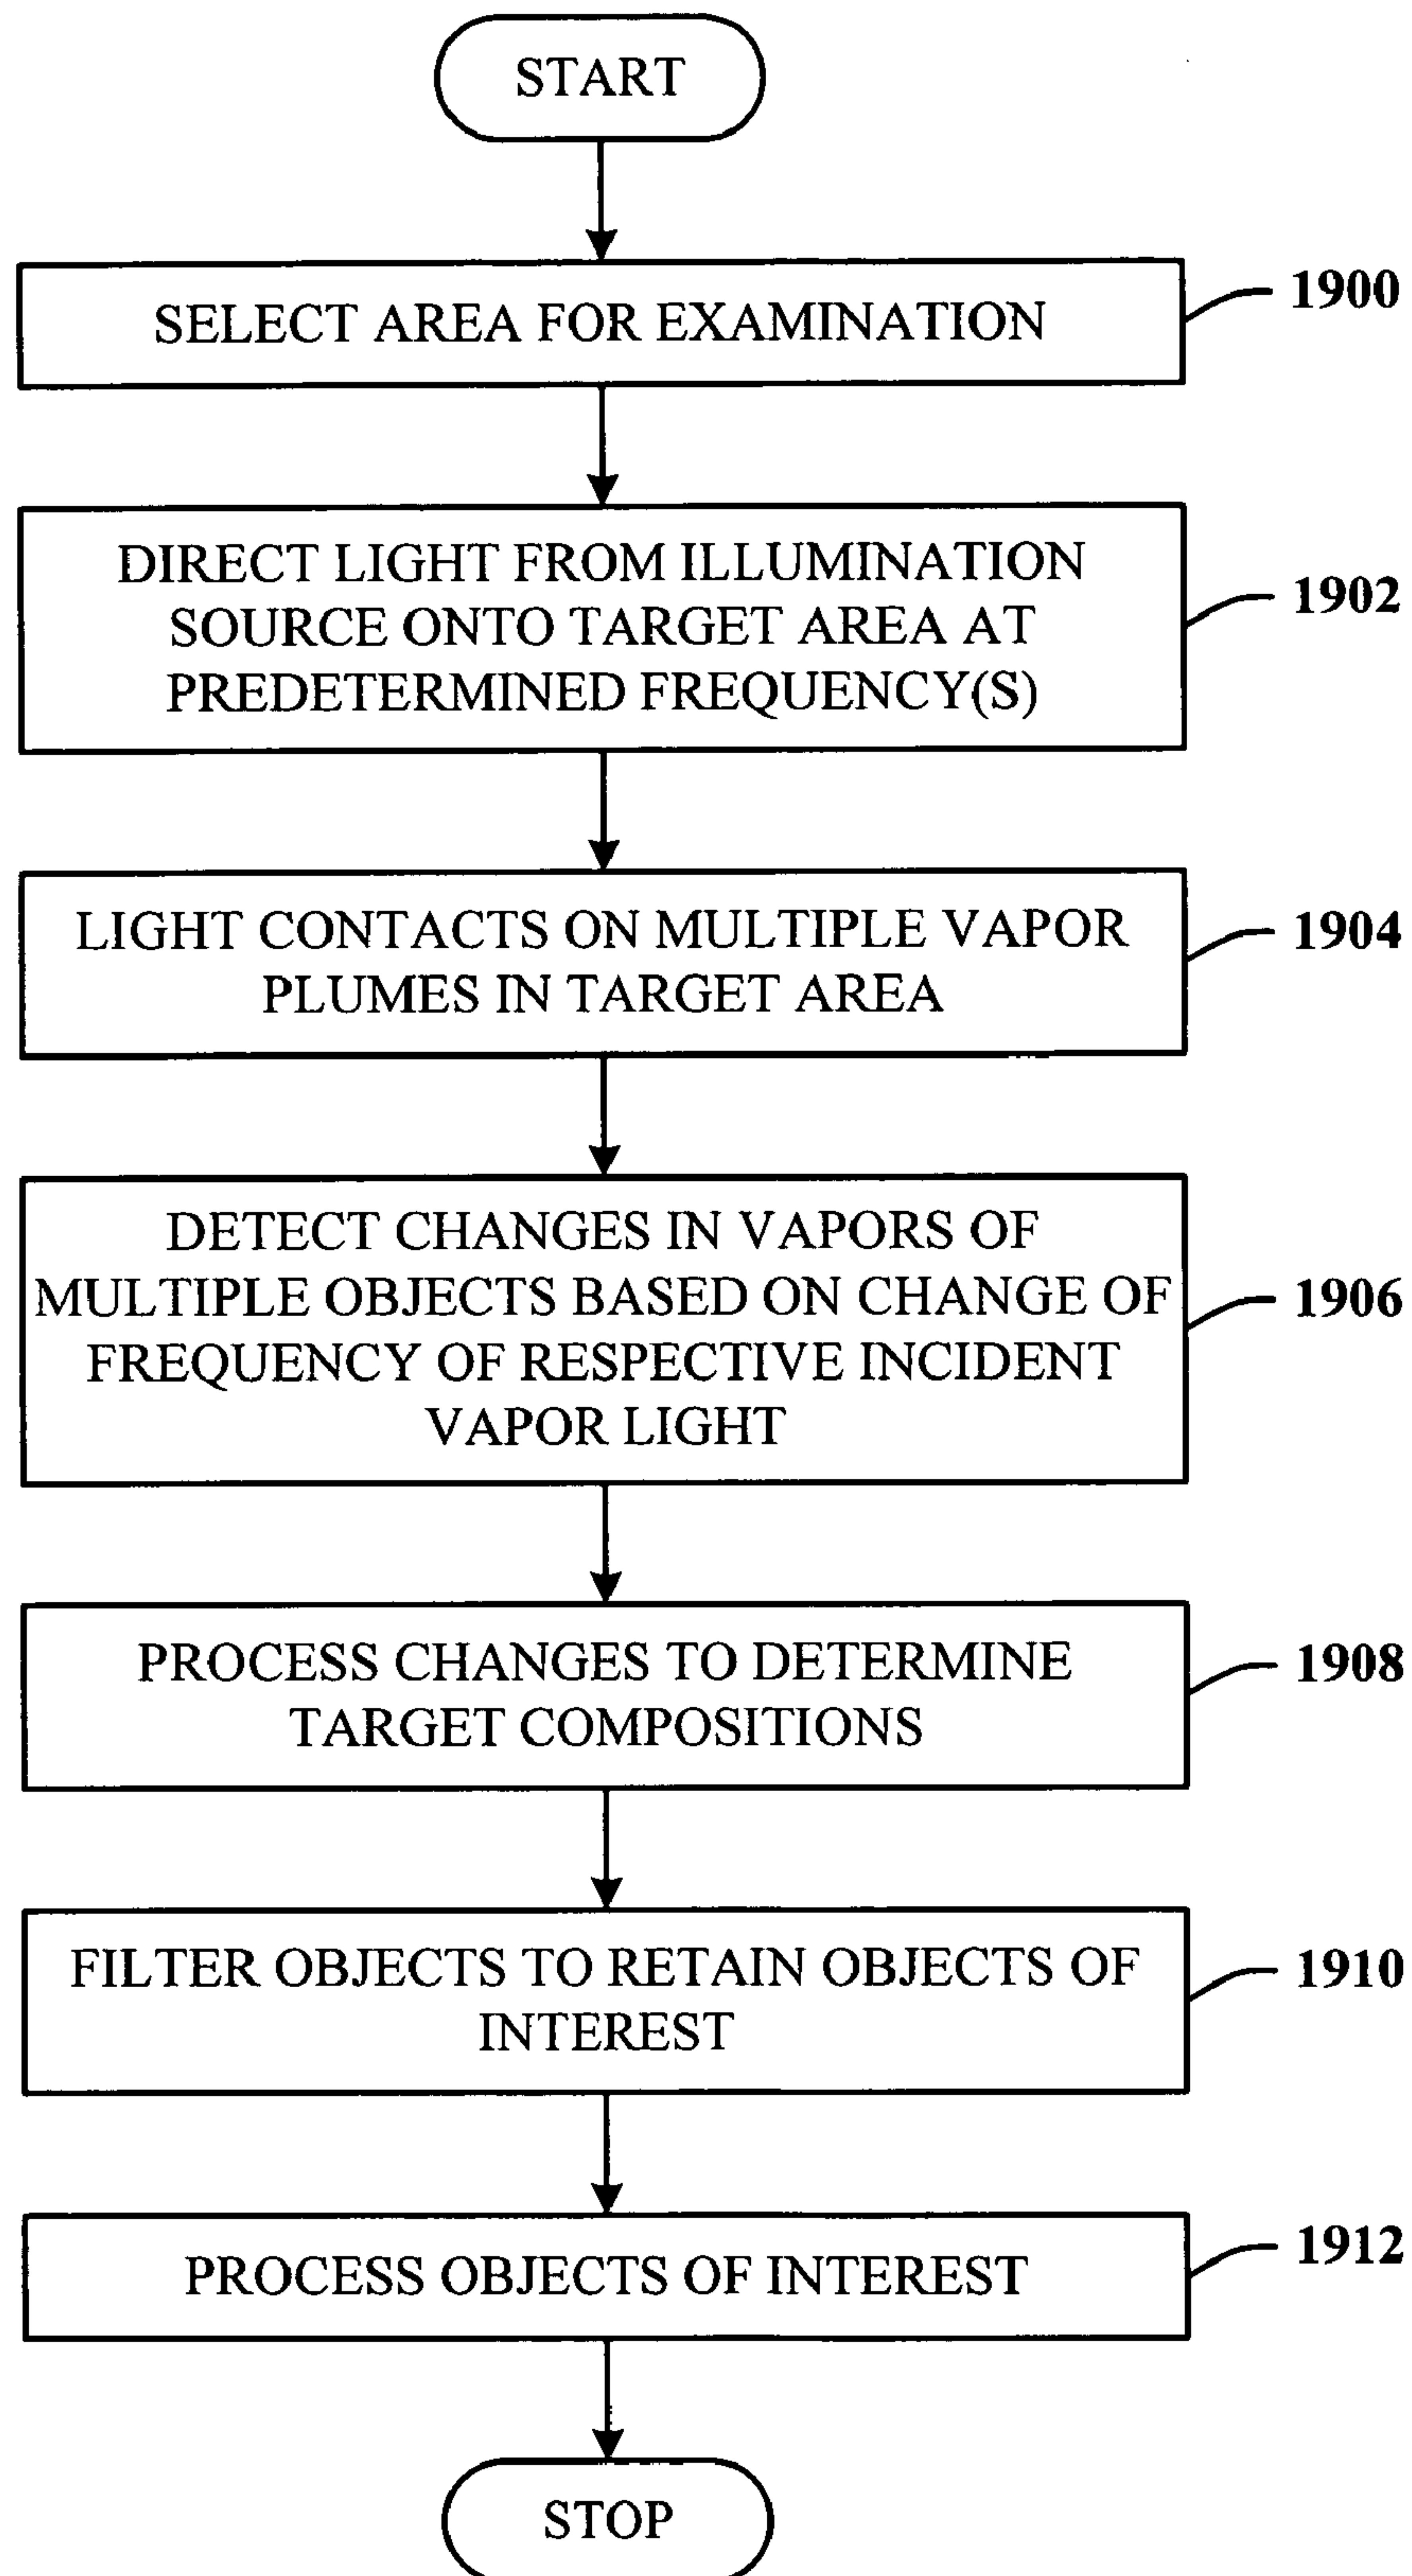 START
SELECT AREA FOR EXAMINATION
1900
DIRECT LIGHT FROM ILLUMINATION
SOURCE ONTO TARGET AREA AT
PREDETERMINED FREQUENCY(S)
1902
LIGHT CONTACTS ON MULTIPLE VAPOR
PLUMES IN TARGET AREA
1904
DETECT CHANGES IN VAPORS OF
MULTIPLE OBJECTS BASED ON CHANGE OF
FREQUENCY OF RESPECTIVE INCIDENT
VAPOR LIGHT
1906
PROCESS CHANGES TO DETERMINE
TARGET COMPOSITIONS
1908
FILTER OBJECTS TO RETAIN OBJECTS OF
INTEREST
1910
PROCESS OBJECTS OF INTEREST
1912
STOP